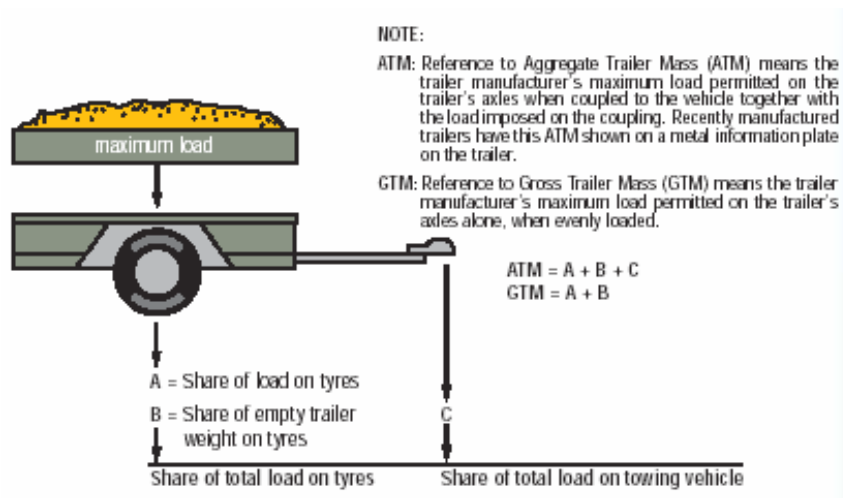 NOTE:
ATM: Reference to Aggregate Trailer Mass (ATM) means the
trailer manufacturer's maximum load permitted on the
trailer's axles when coupled to the vehicle together with
the load imposed on the coupling. Recently manufactured
trailers have this ATM shown on a metal information plate
on the trailer.
GTM: Reference to Gross Trailer Mass (GTM) means the trailer
manufacturer's maximum load permitted on the trailer's
axles alone, when evenly loaded.
maximum load
ATM = A + B + C
GTM = A + B
A = Share of load on tyres
B = Share of empty trailer
weight on tyres
C
Share of total load on tyres
Share of total load on towing vehicle